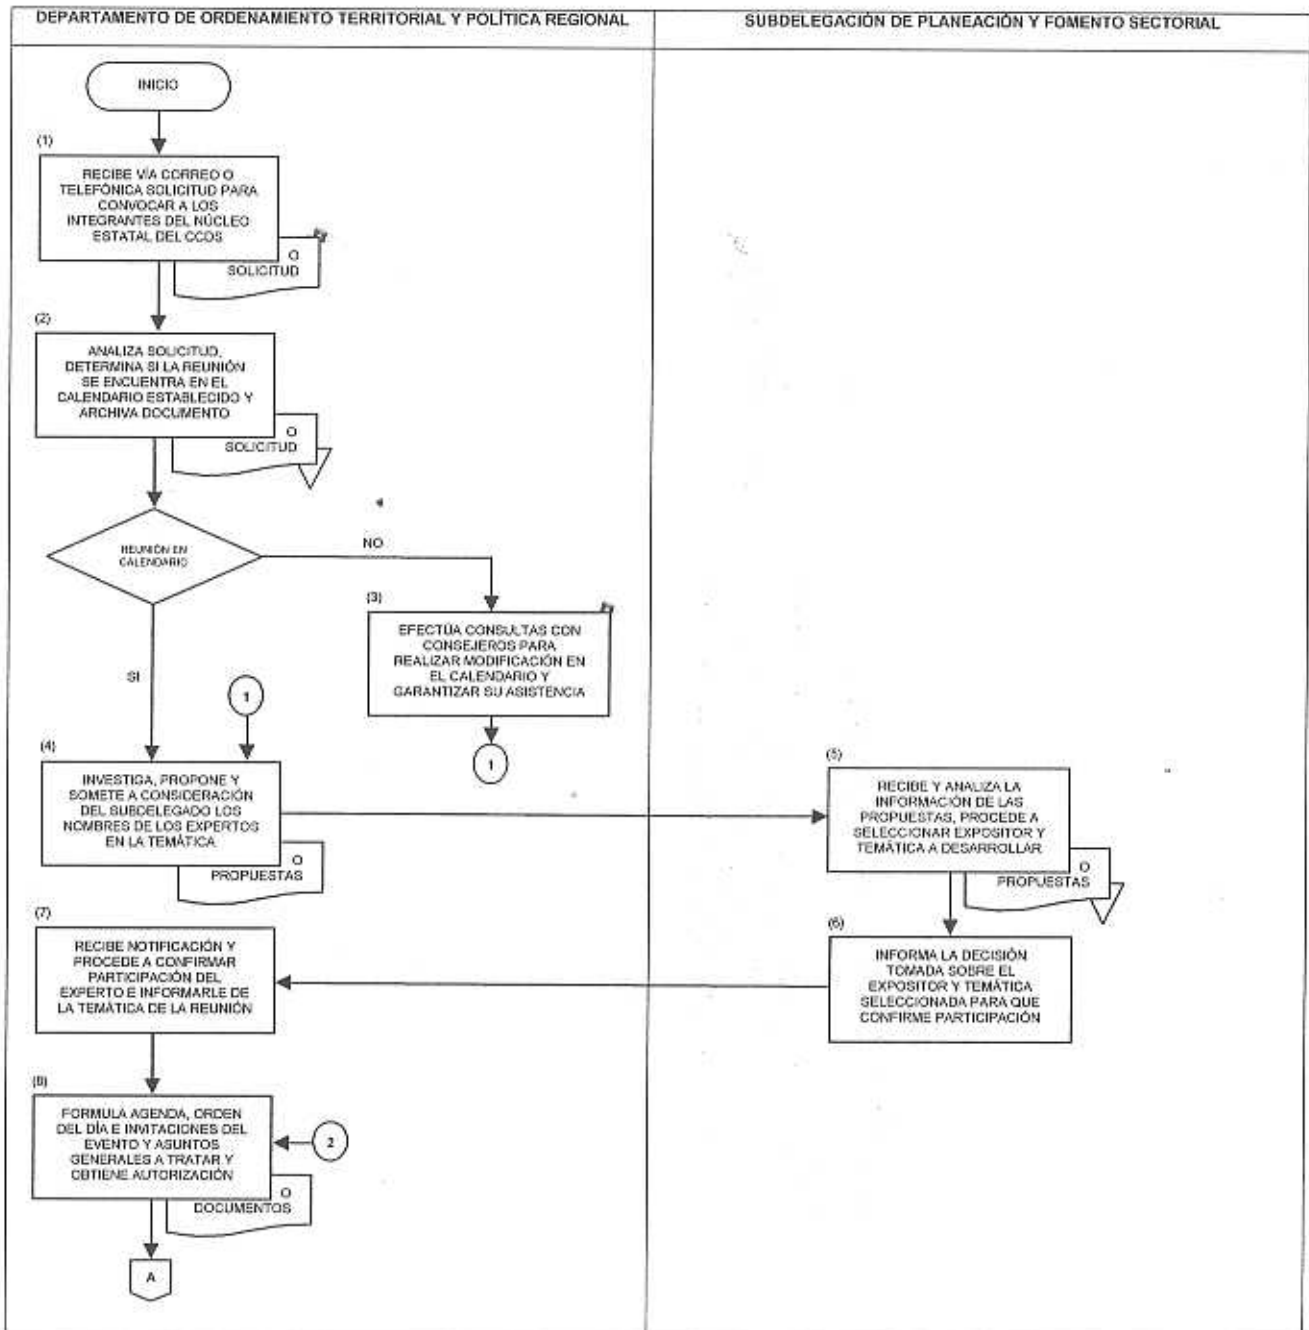 DEPARTAMENTO DE ORDENAMIENTO TERRITORIAL Y POLÍTICA REGIONAL
SUBDELEGACIÓN DE PLANEACIÓN Y FOMENTO SECTORIAL
INICIO
(1)
RECIBE VÍA CORREO O
TELEFÓNICA SOLICITUD PARA
CONVOCAR A LOS
INTEGRANTES DEL NÚCLEO
ESTATAL DEL CCDS
O
SOLICITUD
(2)
ANALIZA SOLICITUD,
DETERMINA SI LA REUNIÓN
SE ENCUENTRA EN EL
CALENDARIO ESTABLECIDO Y
ARCHIVA DOCUMENTO
O
SOLICITUD
REUNIÓN EN
CALENDARIO
NO
(3)
EFECTÚA CONSULTAS CON
CONSEJEROS PARA
REALIZAR MODIFICACIÓN EN
EL CALENDARIO Y
GARANTIZAR SU ASISTENCIA
1
SI
1
(4)
INVESTIGA, PROPONE Y
SOMETE A CONSIDERACIÓN
DEL SUBDELEGADO LOS
NOMBRES DE LOS EXPERTOS
EN LA TEMÁTICA
O
PROPUESTAS
(5)
RECIBE Y ANALIZA LA
INFORMACIÓN DE LAS
PROPUESTAS, PROCEDE A
SELECCIONAR EXPOSITOR Y
TEMÁTICA A DESARROLLAR
O
PROPUESTAS
(6)
INFORMA LA DECISIÓN
TOMADA SOBRE EL
EXPOSITOR Y TEMÁTICA
SELECCIONADA PARA QUE
CONFIRME PARTICIPACIÓN
(7)
RECIBE NOTIFICACIÓN Y
PROCEDE A CONFIRMAR
PARTICIPACIÓN DEL
EXPERTO E INFORMARLE DE
LA TEMÁTICA DE LA REUNIÓN
(8)
FORMULA AGENDA, ORDEN
DEL DÍA E INVITACIONES DEL
EVENTO Y ASUNTOS
GENERALES A TRATAR Y
OBTIENE AUTORIZACIÓN
2
O
DOCUMENTOS
A